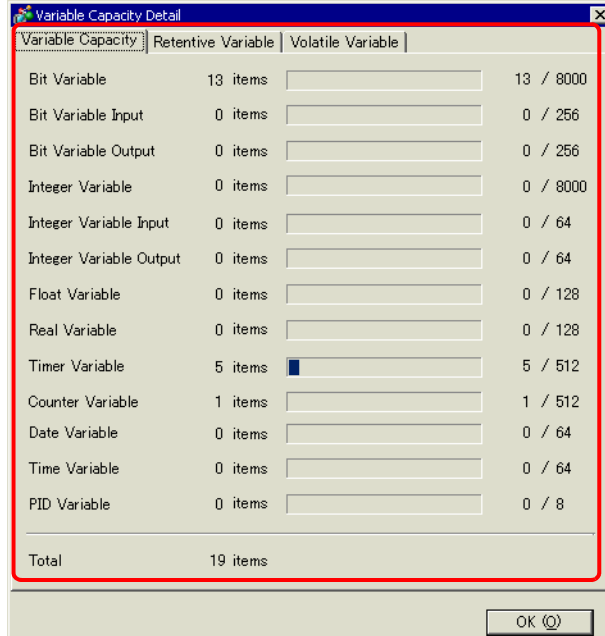 Variable Capacity Detail
Variable Capacity Retentive Variable Volatile Variable
Bit Variable 13 items 13 / 8000
Bit Variable Input 0 items 0 / 256
Bit Variable Output 0 items 0 / 256
Integer Variable 0 items 0 / 8000
Integer Variable Input 0 items 0 / 64
Integer Variable Output 0 items 0 / 64
Float Variable 0 items 0 / 128
Real Variable 0 items 0 / 128
Timer Variable 5 items 5 / 512
Counter Variable 1 items 1 / 512
Date Variable 0 items 0 / 64
Time Variable 0 items 0 / 64
PID Variable 0 items 0 / 8
Total 19 items
OK (O)